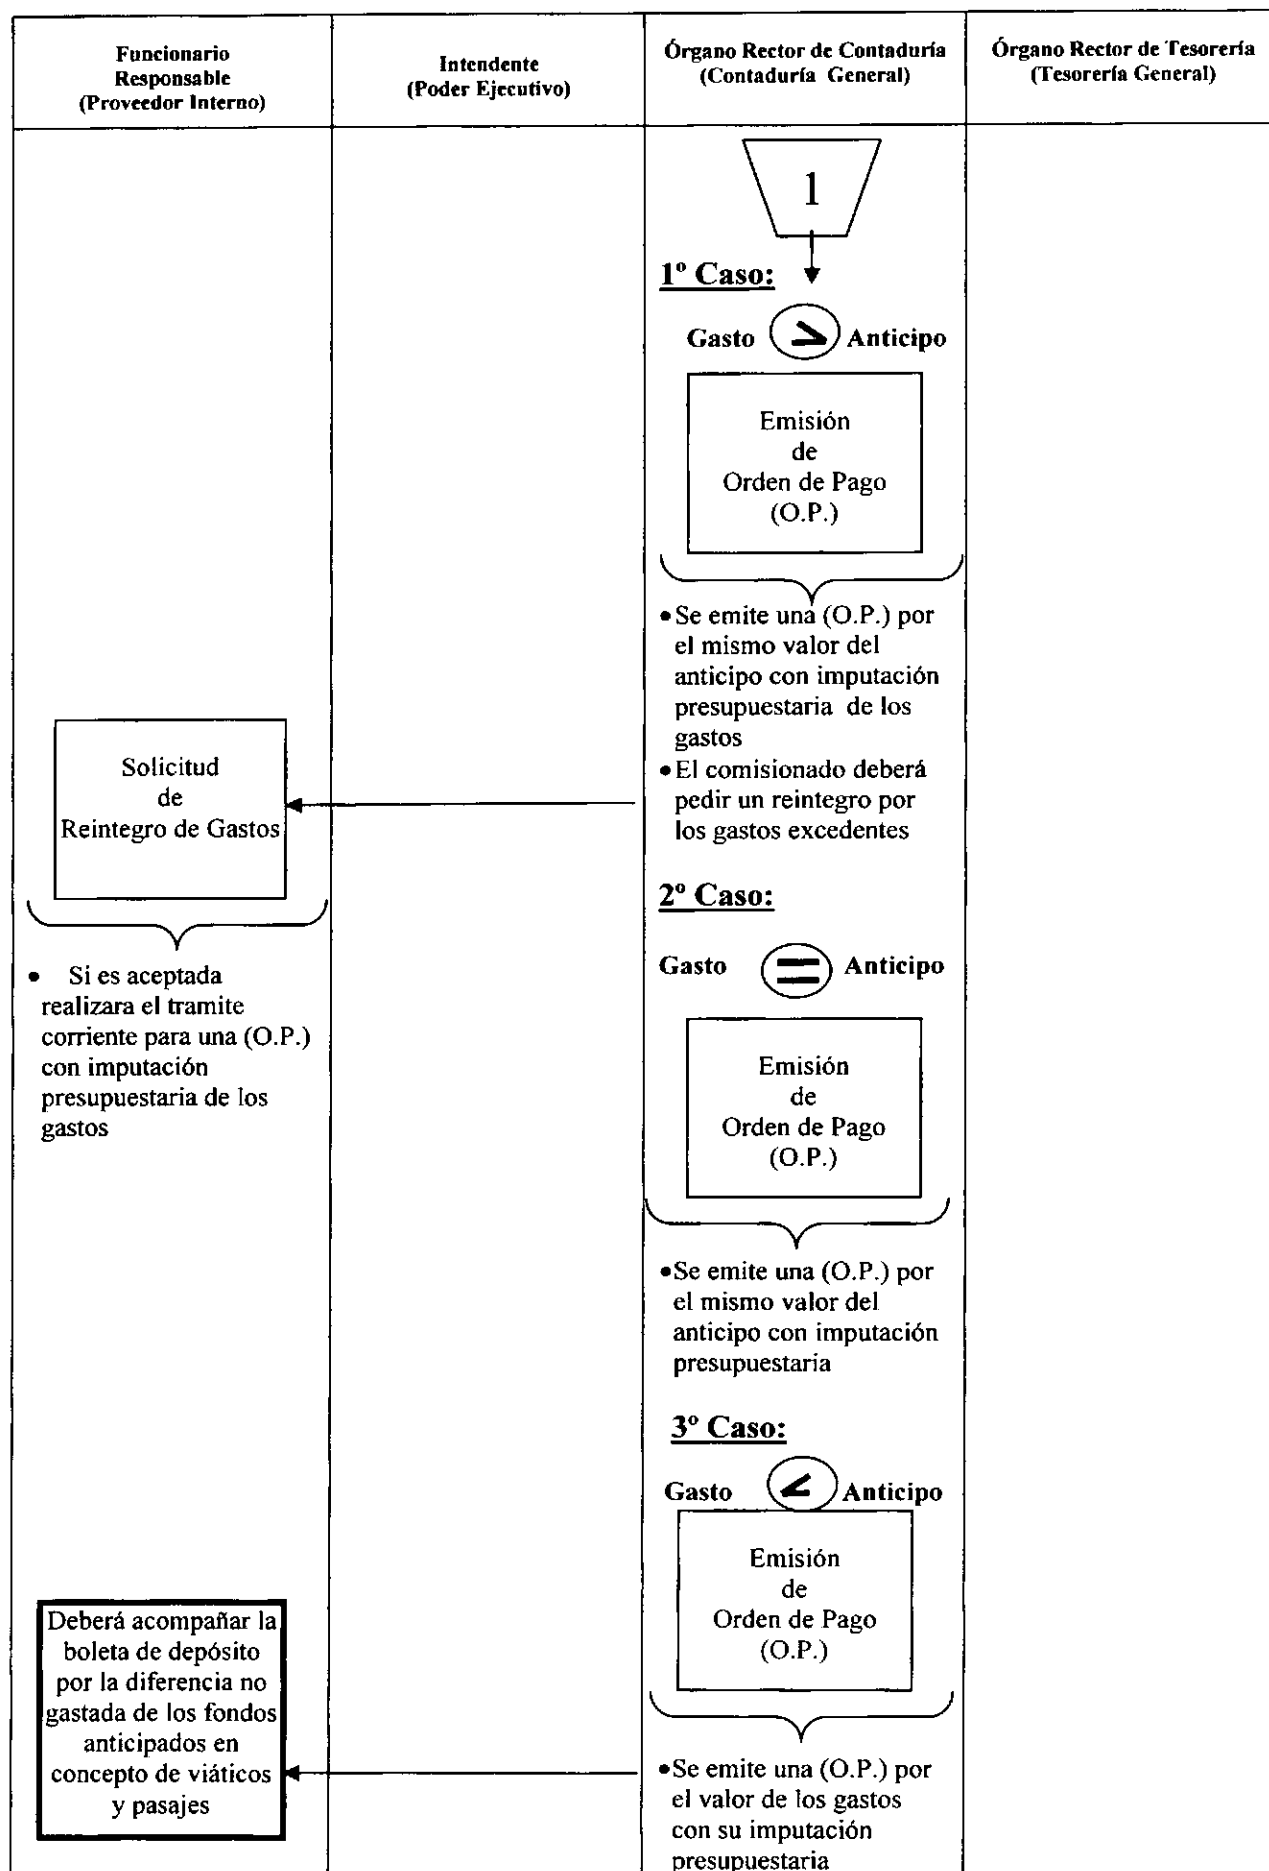 Funcionario
Responsable
(Proveedor Interno)
Intendente
(Poder Ejecutivo)
Órgano Rector de Contaduría
(Contaduría General)
Órgano Rector de Tesorería
(Tesorería General)
1
1º Caso:
Gasto > Anticipo
Emisión
de
Orden de Pago
(O.P.)
• Se emite una (O.P.) por
el mismo valor del
anticipo con imputación
presupuestaria de los
gastos
• El comisionado deberá
pedir un reintegro por
los gastos excedentes
Solicitud
de
Reintegro de Gastos
• Si es aceptada
realizara el tramite
corriente para una (O.P.)
con imputación
presupuestaria de los
gastos
2º Caso:
Gasto = Anticipo
Emisión
de
Orden de Pago
(O.P.)
• Se emite una (O.P.) por
el mismo valor del
anticipo con imputación
presupuestaria
3º Caso:
Gasto < Anticipo
Emisión
de
Orden de Pago
(O.P.)
Deberá acompañar la
boleta de depósito
por la diferencia no
gastada de los fondos
anticipados en
concepto de viáticos
y pasajes
• Se emite una (O.P.) por
el valor de los gastos
con su imputación
presupuestaria